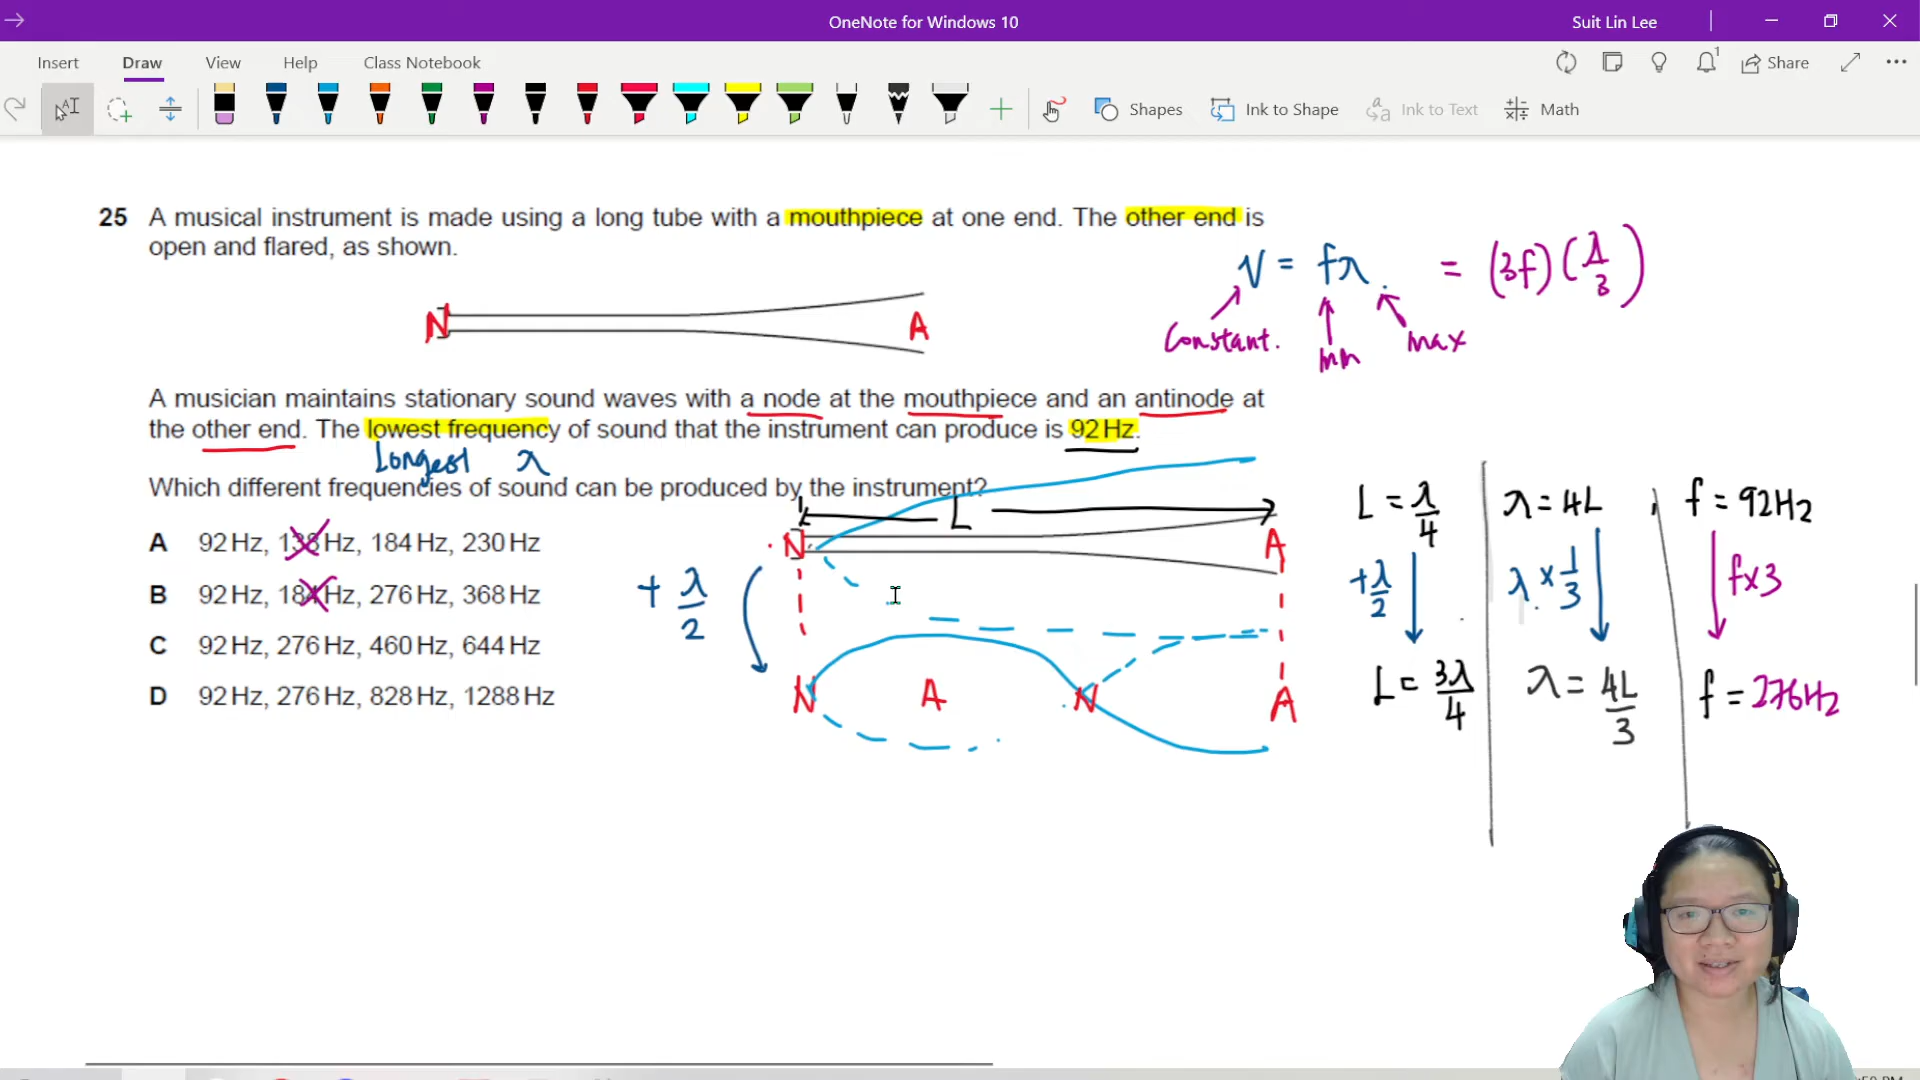 OneNote for Windows 10
Suit Lin Lee
Insert
Draw
View
Help
Class Notebook
1
Share
Shapes
Ink to Shape
Ink to Text
Math
25 A musical instrument is made using a long tube with a mouthpiece at one end. The other end is
open and flared, as shown.
v = fλ = (3f)(λ/3)
Constant. min max
N A
A musician maintains stationary sound waves with a node at the mouthpiece and an antinode at
the other end. The lowest frequency of sound that the instrument can produce is 92 Hz.
Longest λ
Which different frequencies of sound can be produced by the instrument?
L
N A
A 92 Hz, 138 Hz, 184 Hz, 230 Hz
B 92 Hz, 184 Hz, 276 Hz, 368 Hz
C 92 Hz, 276 Hz, 460 Hz, 644 Hz
D 92 Hz, 276 Hz, 828 Hz, 1288 Hz
+ λ/2
N A N A
L = λ/4 λ = 4L , f = 92Hz
+λ/2 λ × 1/3 f×3
L = 3λ/4 λ = 4L/3 f = 276Hz